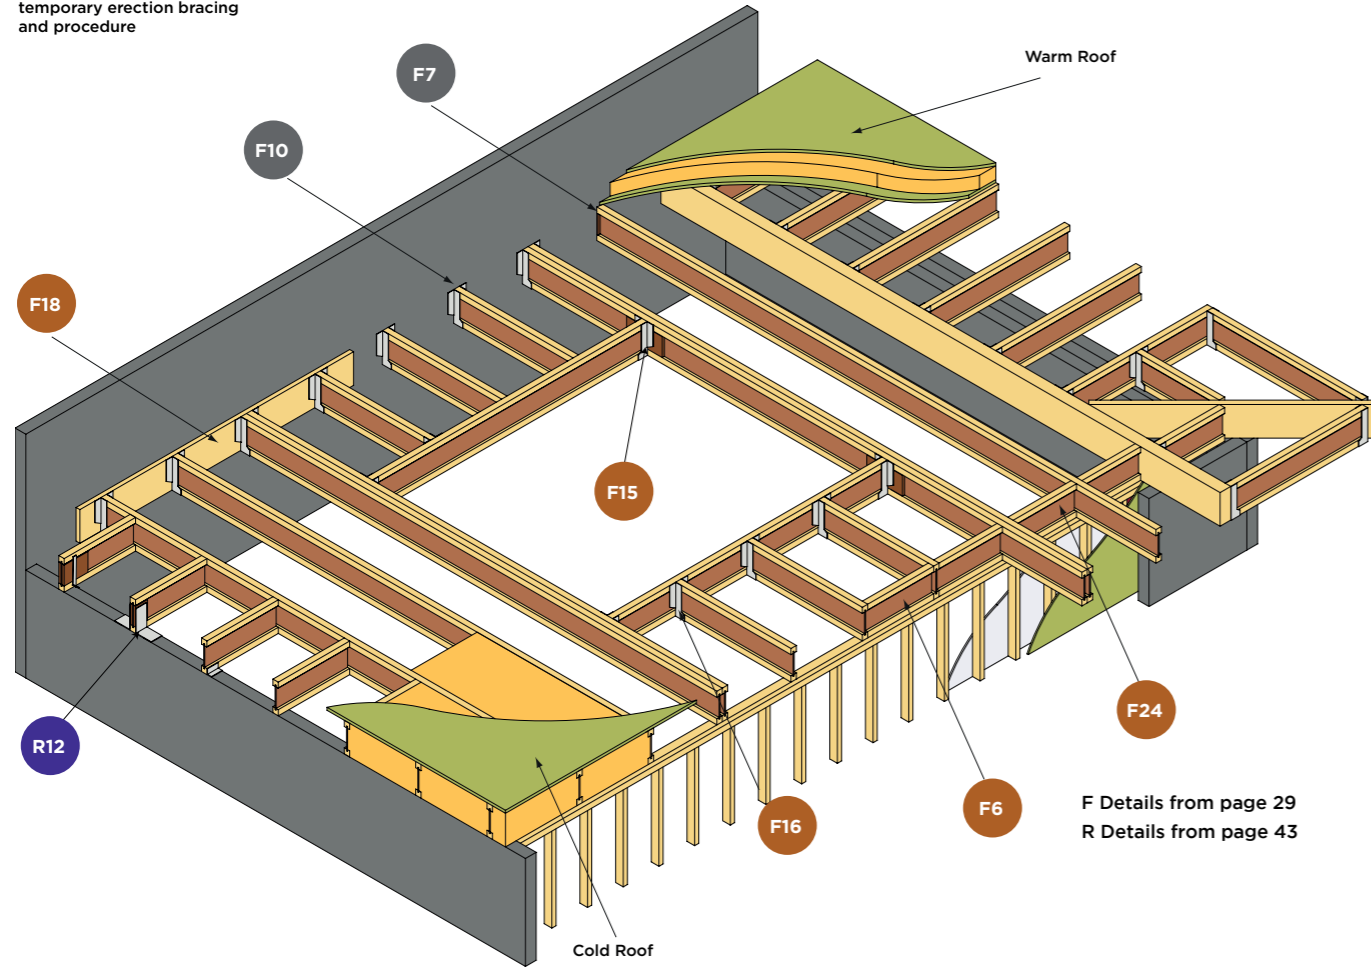 temporary erection bracing
and procedure
Warm Roof
F7
F10
F18
F15
R12
F24
F16
F6
F Details from page 29
R Details from page 43
Cold Roof